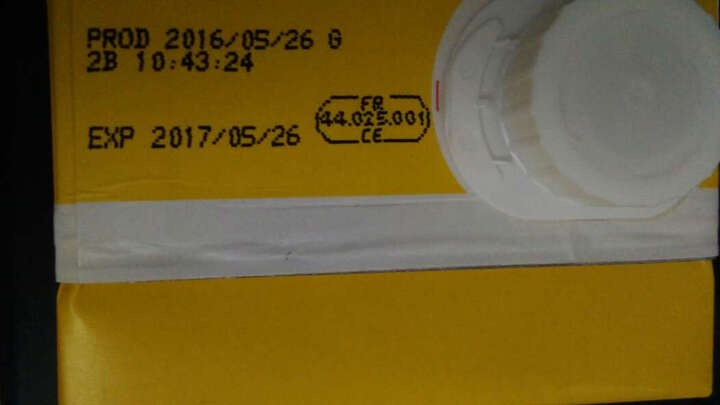 PROD 2016/05/26 G
2B 10:43:24
EXP 2017/05/26
FR
44.025.001
CE